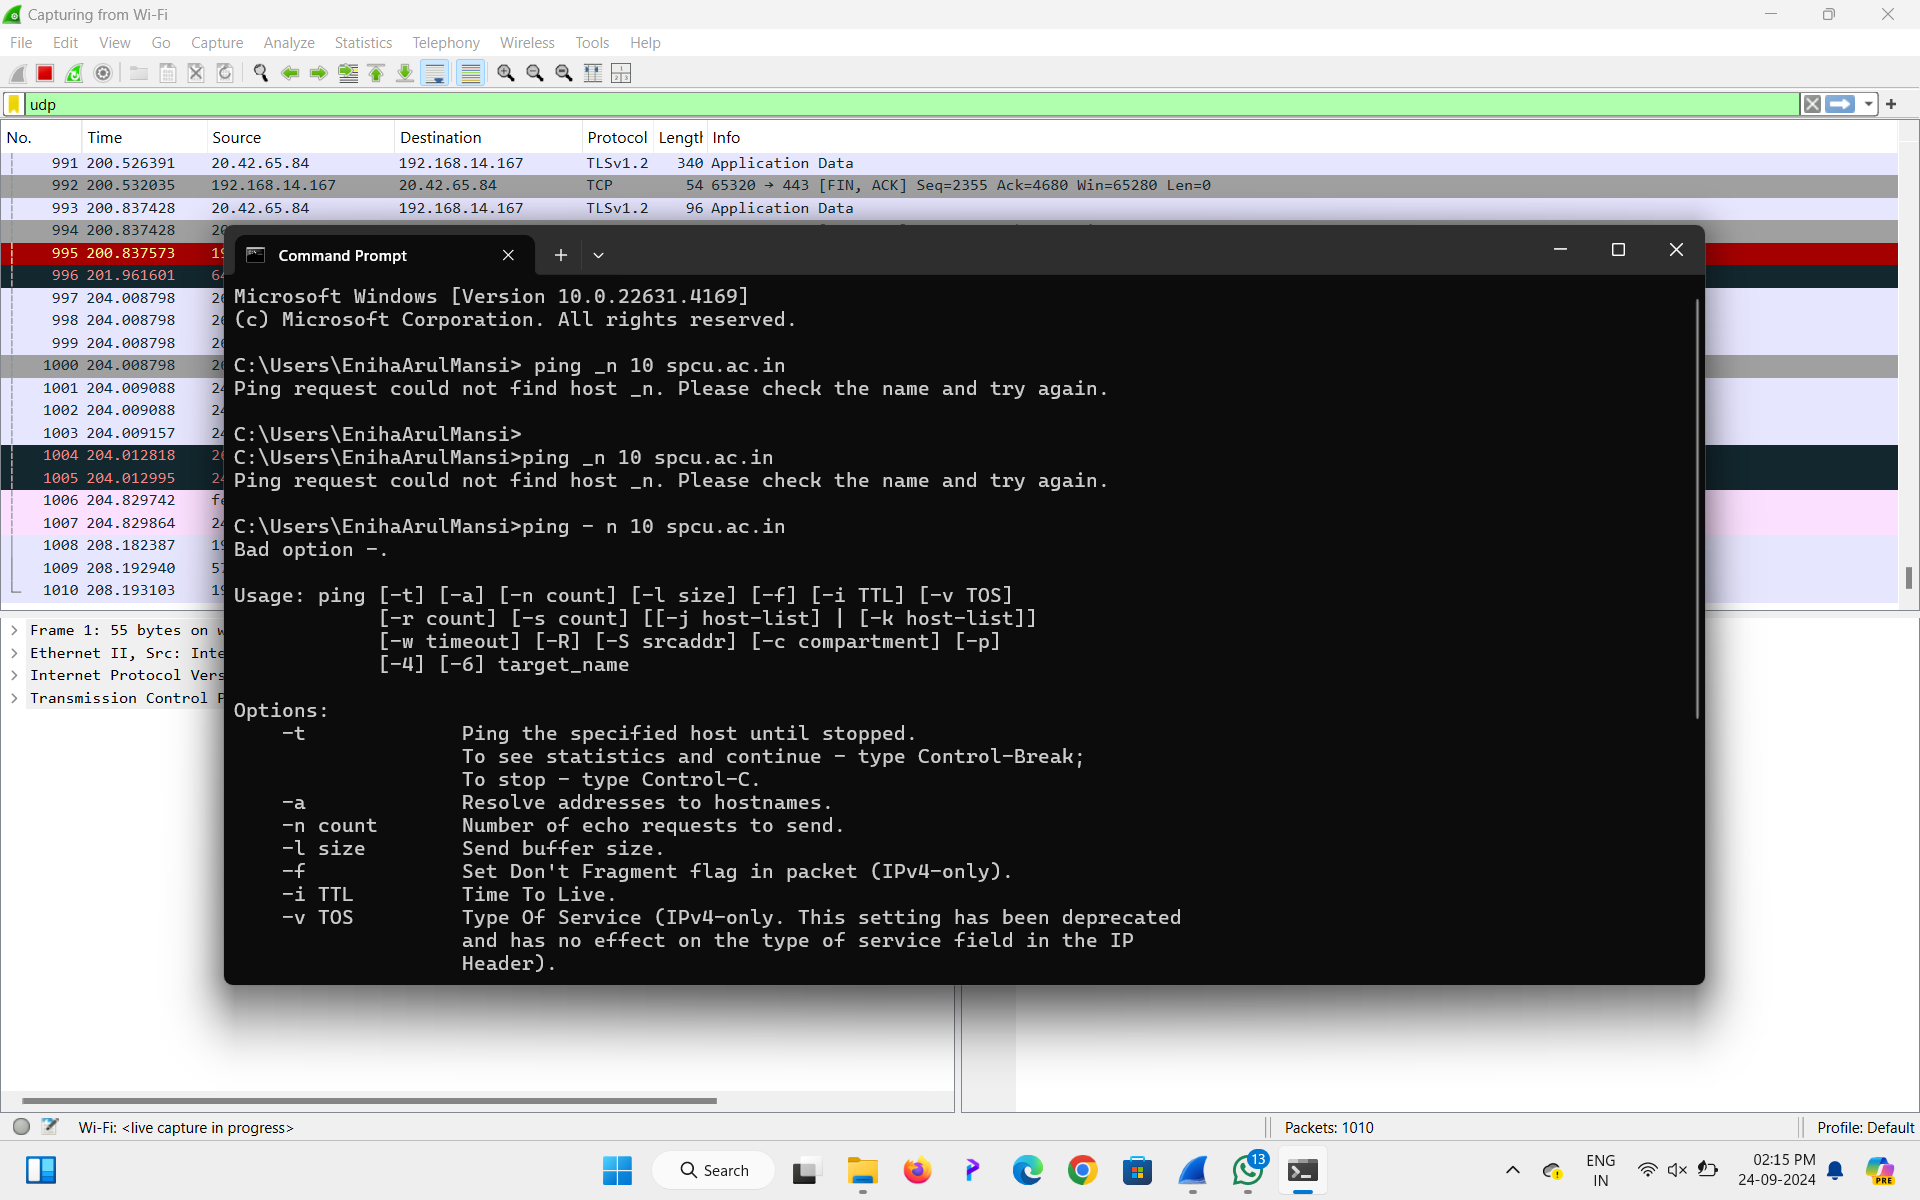 Capturing from Wi-Fi
File Edit View Go Capture Analyze Statistics Telephony Wireless Tools Help
udp
No. Time Source Destination Protocol Length Info
991 200.526391 20.42.65.84 192.168.14.167 TLSv1.2 340 Application Data
992 200.532035 192.168.14.167 20.42.65.84 TCP 54 65320 → 443 [FIN, ACK] Seq=2355 Ack=4680 Win=65280 Len=0
993 200.837428 20.42.65.84 192.168.14.167 TLSv1.2 96 Application Data
994 200.837428
995 200.837573
996 201.961601
997 204.008798
998 204.008798
999 204.008798
1000 204.008798
1001 204.009088
1002 204.009088
1003 204.009157
1004 204.012818
1005 204.012995
1006 204.829742
1007 204.829864
1008 208.182387
1009 208.192940
1010 208.193103
Frame 1: 55 bytes on
Ethernet II, Src: Inte
Internet Protocol Vers
Transmission Control
Command Prompt
Microsoft Windows [Version 10.0.22631.4169]
(c) Microsoft Corporation. All rights reserved.
C:\Users\EnihaArulMansi> ping _n 10 spcu.ac.in
Ping request could not find host _n. Please check the name and try again.
C:\Users\EnihaArulMansi>
C:\Users\EnihaArulMansi>ping _n 10 spcu.ac.in
Ping request could not find host _n. Please check the name and try again.
C:\Users\EnihaArulMansi>ping - n 10 spcu.ac.in
Bad option -.
Usage: ping [-t] [-a] [-n count] [-l size] [-f] [-i TTL] [-v TOS]
[-r count] [-s count] [[-j host-list] | [-k host-list]]
[-w timeout] [-R] [-S srcaddr] [-c compartment] [-p]
[-4] [-6] target_name
Options:
-t Ping the specified host until stopped.
To see statistics and continue - type Control-Break;
To stop - type Control-C.
-a Resolve addresses to hostnames.
-n count Number of echo requests to send.
-l size Send buffer size.
-f Set Don't Fragment flag in packet (IPv4-only).
-i TTL Time To Live.
-v TOS Type Of Service (IPv4-only. This setting has been deprecated
and has no effect on the type of service field in the IP
Header).
Wi-Fi: <live capture in progress> Packets: 1010 Profile: Default
Search
13
ENG
IN
02:15 PM
24-09-2024
PRE